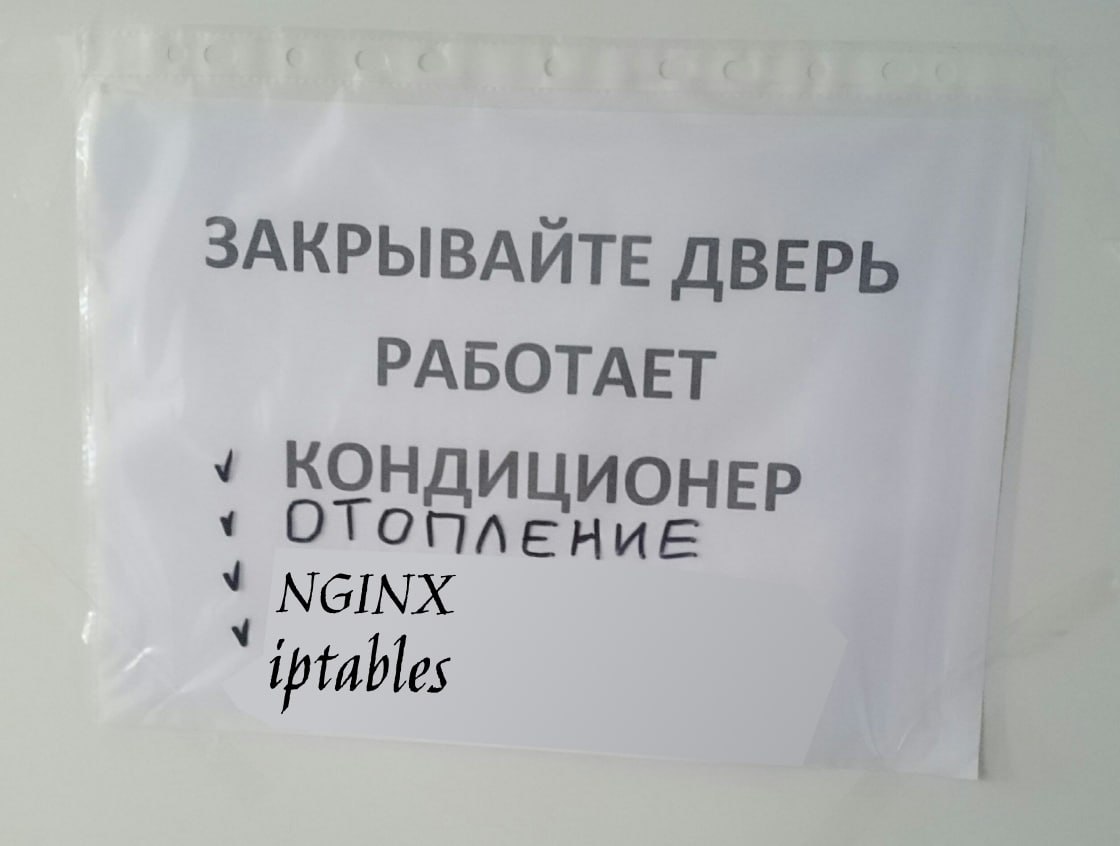 ЗАКРЫВАЙТЕ ДВЕРЬ
РАБОТАЕТ
✓ КОНДИЦИОНЕР
✓ ОТОПЛЕНИЕ
✓ NGINX
✓ iptables